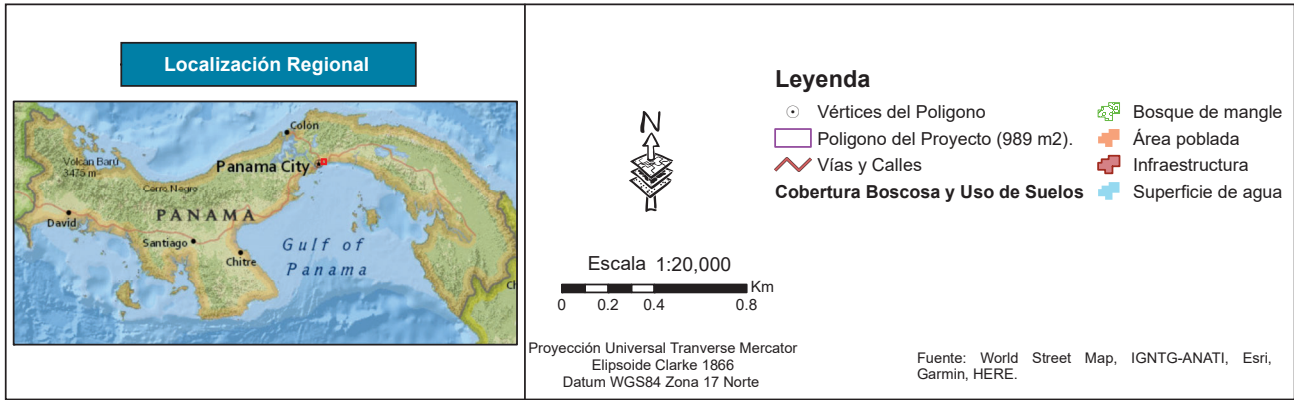 Localización Regional
Colón
Volcán Barú
3475 m
Panama City
Cerro Negro
PANAMA
David
Santiago
Chitre
Gulf of
Panama
N
Escala 1:20,000
Km
0 0.2 0.4 0.8
Proyección Universal Tranverse Mercator
Elipsoide Clarke 1866
Datum WGS84 Zona 17 Norte
Leyenda
Vértices del Poligono
Poligono del Proyecto (989 m2).
Vías y Calles
Cobertura Boscosa y Uso de Suelos
Bosque de mangle
Área poblada
Infraestructura
Superficie de agua
Fuente: World Street Map, IGNTG-ANATI, Esri,
Garmin, HERE.